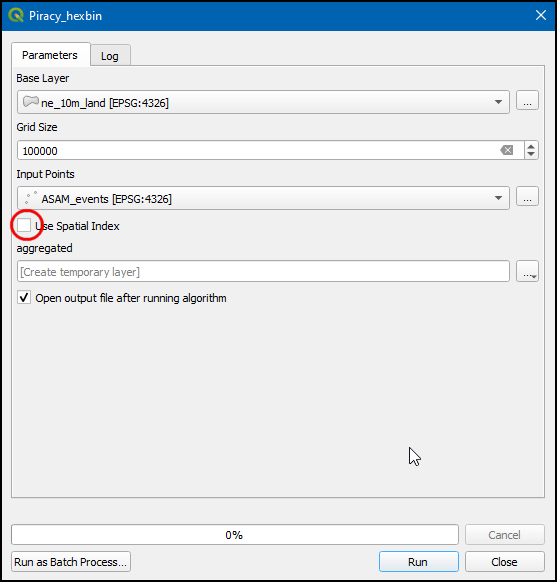 Piracy_hexbin
Parameters
Log
Base Layer
ne_10m_land [EPSG:4326]
...
Grid Size
100000
Input Points
ASAM_events [EPSG:4326]
...
Use Spatial Index
aggregated
[Create temporary layer]
...
Open output file after running algorithm
0%
Cancel
Run as Batch Process...
Run
Close